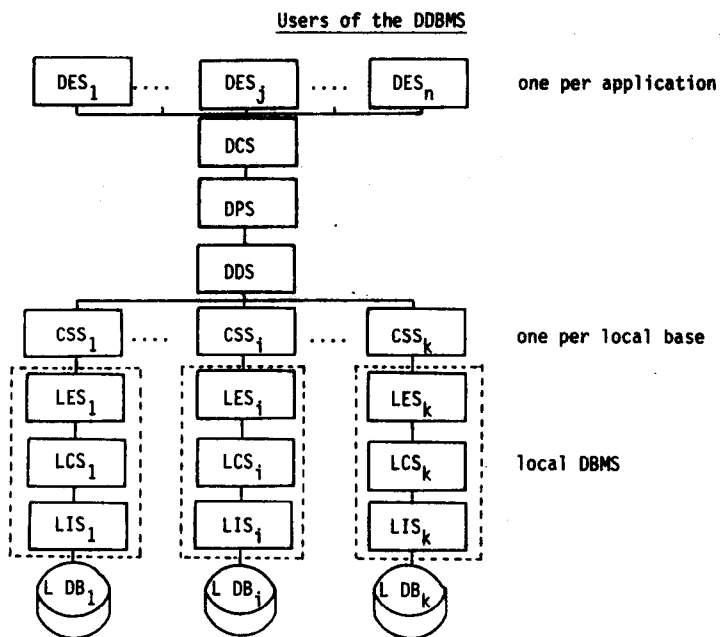 Users of the DDBMS
DES1 .... DESj .... DESn one per application
DCS
DPS
DDS
CSS1 .... CSSi .... CSSk one per local base
LES1 LESi LESk
LCS1 LCSi LCSk local DBMS
LIS1 LISi LISk
L DB1 L DBi L DBk